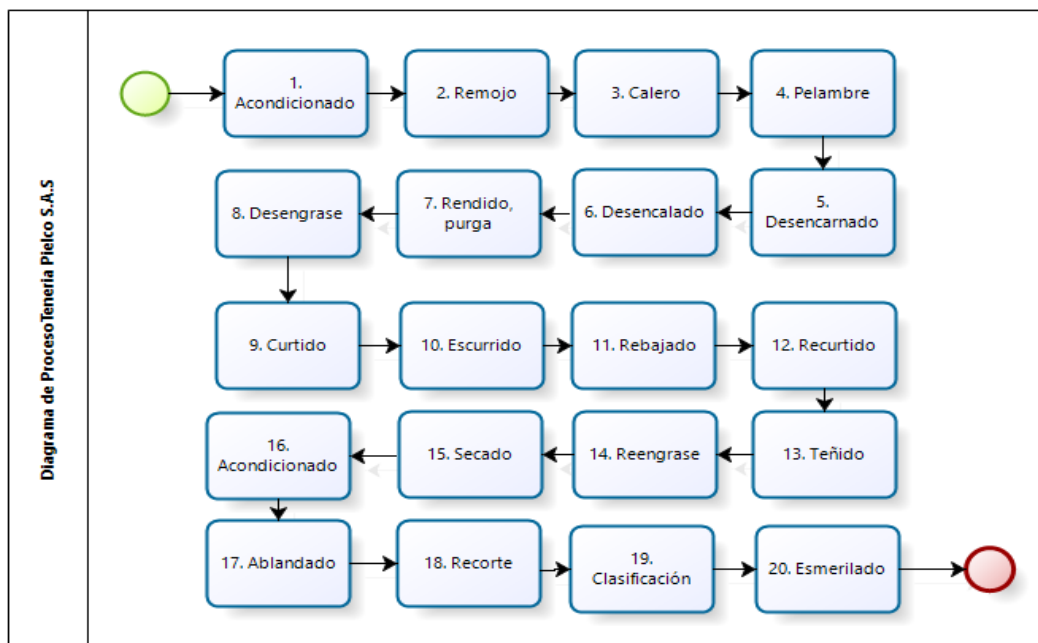 Diagrama de ProcesoTeneria Pielco S.A.S
1.
Acondicionado
2. Remojo
3. Calero
4. Pelambre
5.
Desencarnado
6. Desencalado
7. Rendido,
purga
8. Desengrase
9. Curtido
10. Escurrido
11. Rebajado
12. Recurtido
13. Teñido
14. Reengrase
15. Secado
16.
Acondicionado
17. Ablandado
18. Recorte
19.
Clasificación
20. Esmerilado